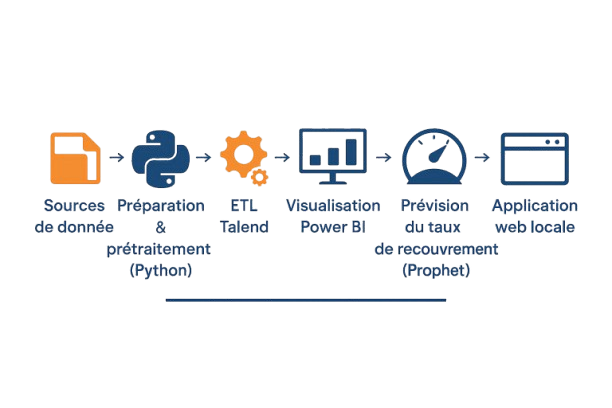 Sources
de donnée
Préparation
&
prétraitement
(Python)
ETL
Talend
Visualisation
Power BI
Prévision
du taux
de recouvrement
(Prophet)
Application
web locale